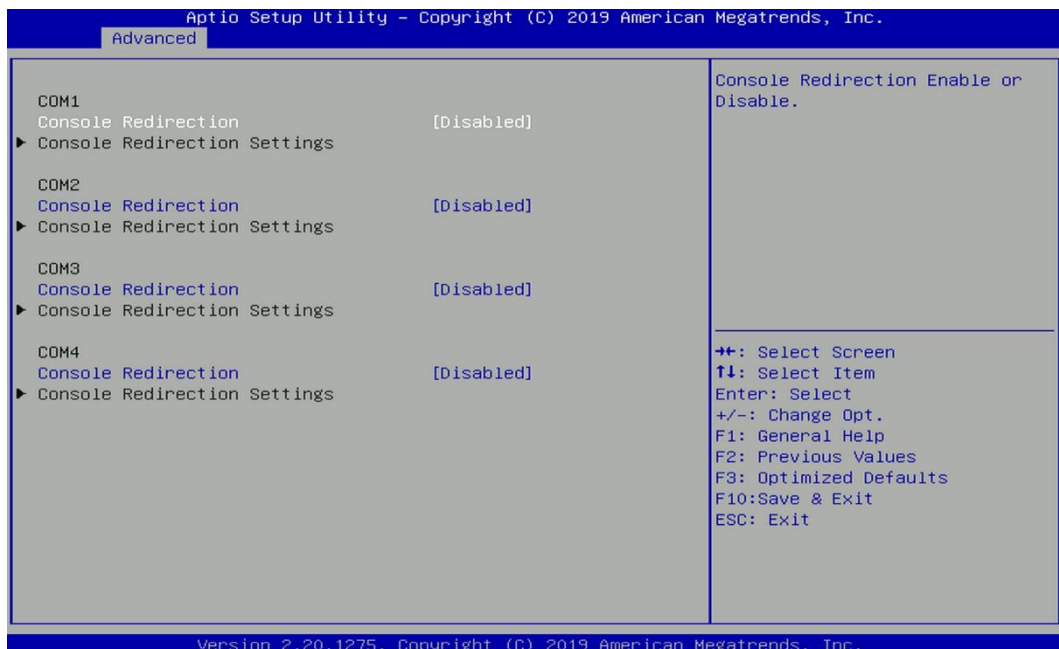 Aptio Setup Utility – Copyright (C) 2019 American Megatrends, Inc.
Advanced
COM1
Console Redirection [Disabled]
▶ Console Redirection Settings
COM2
Console Redirection [Disabled]
▶ Console Redirection Settings
COM3
Console Redirection [Disabled]
▶ Console Redirection Settings
COM4
Console Redirection [Disabled]
▶ Console Redirection Settings
Console Redirection Enable or
Disable.
→←: Select Screen
↑↓: Select Item
Enter: Select
+/-: Change Opt.
F1: General Help
F2: Previous Values
F3: Optimized Defaults
F10:Save & Exit
ESC: Exit
Version 2.20.1275. Copyright (C) 2019 American Megatrends, Inc.